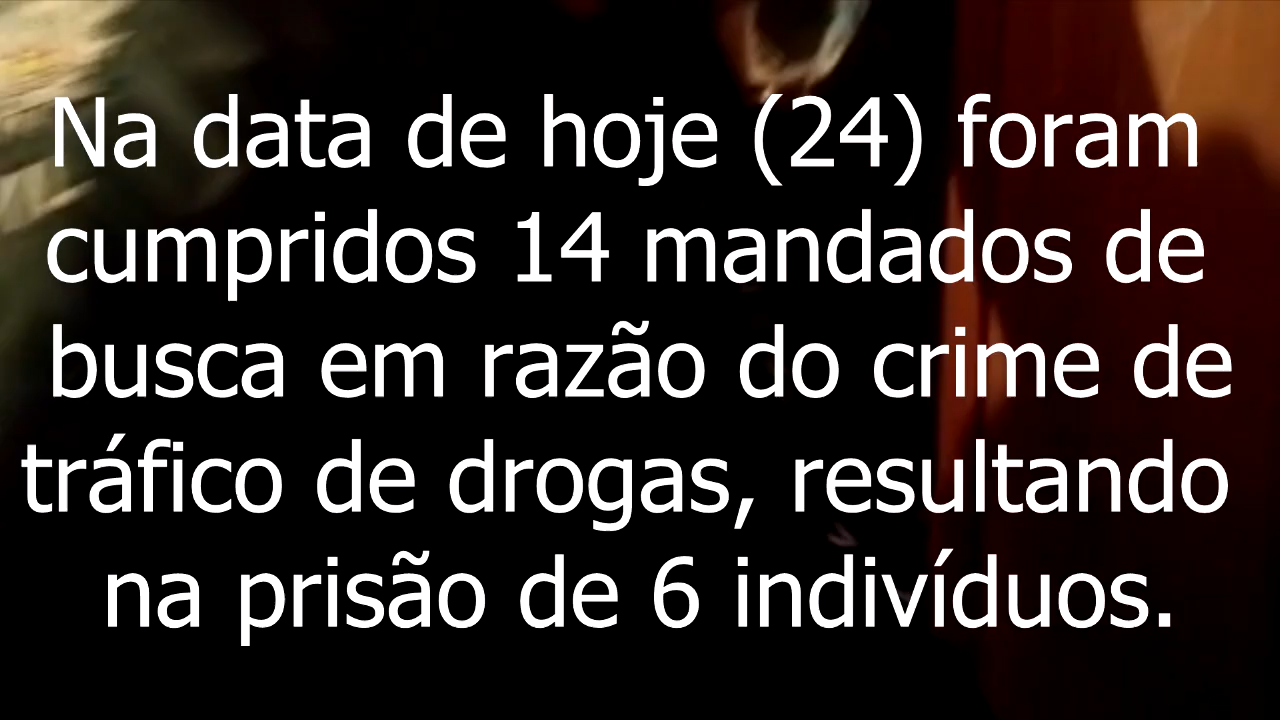 Na data de hoje (24) foram
cumpridos 14 mandados de
busca em razão do crime de
tráfico de drogas, resultando
na prisão de 6 indivíduos.